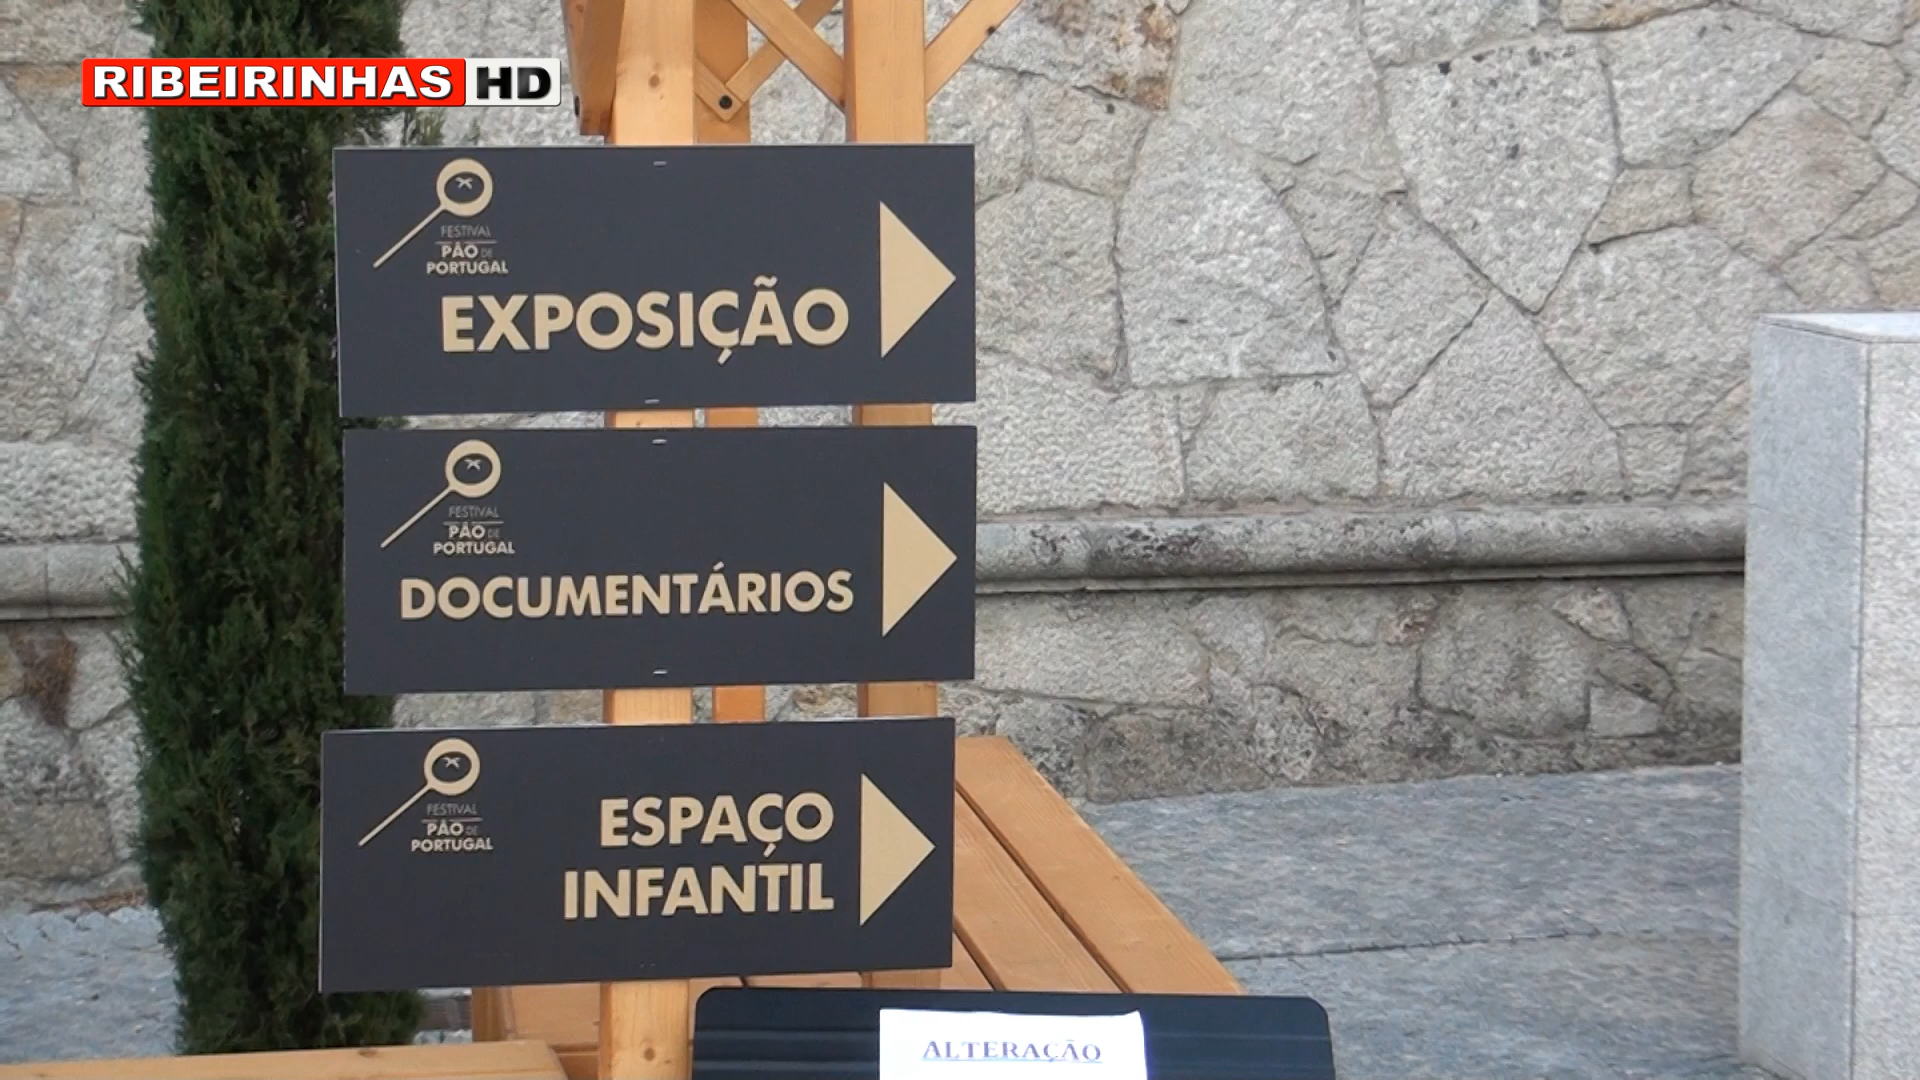 RIBEIRINHAS HD
FESTIVAL
PÃO DE
PORTUGAL
EXPOSIÇÃO
FESTIVAL
PÃO DE
PORTUGAL
DOCUMENTÁRIOS
FESTIVAL
PÃO DE
PORTUGAL
ESPAÇO
INFANTIL
ALTERAÇÃO